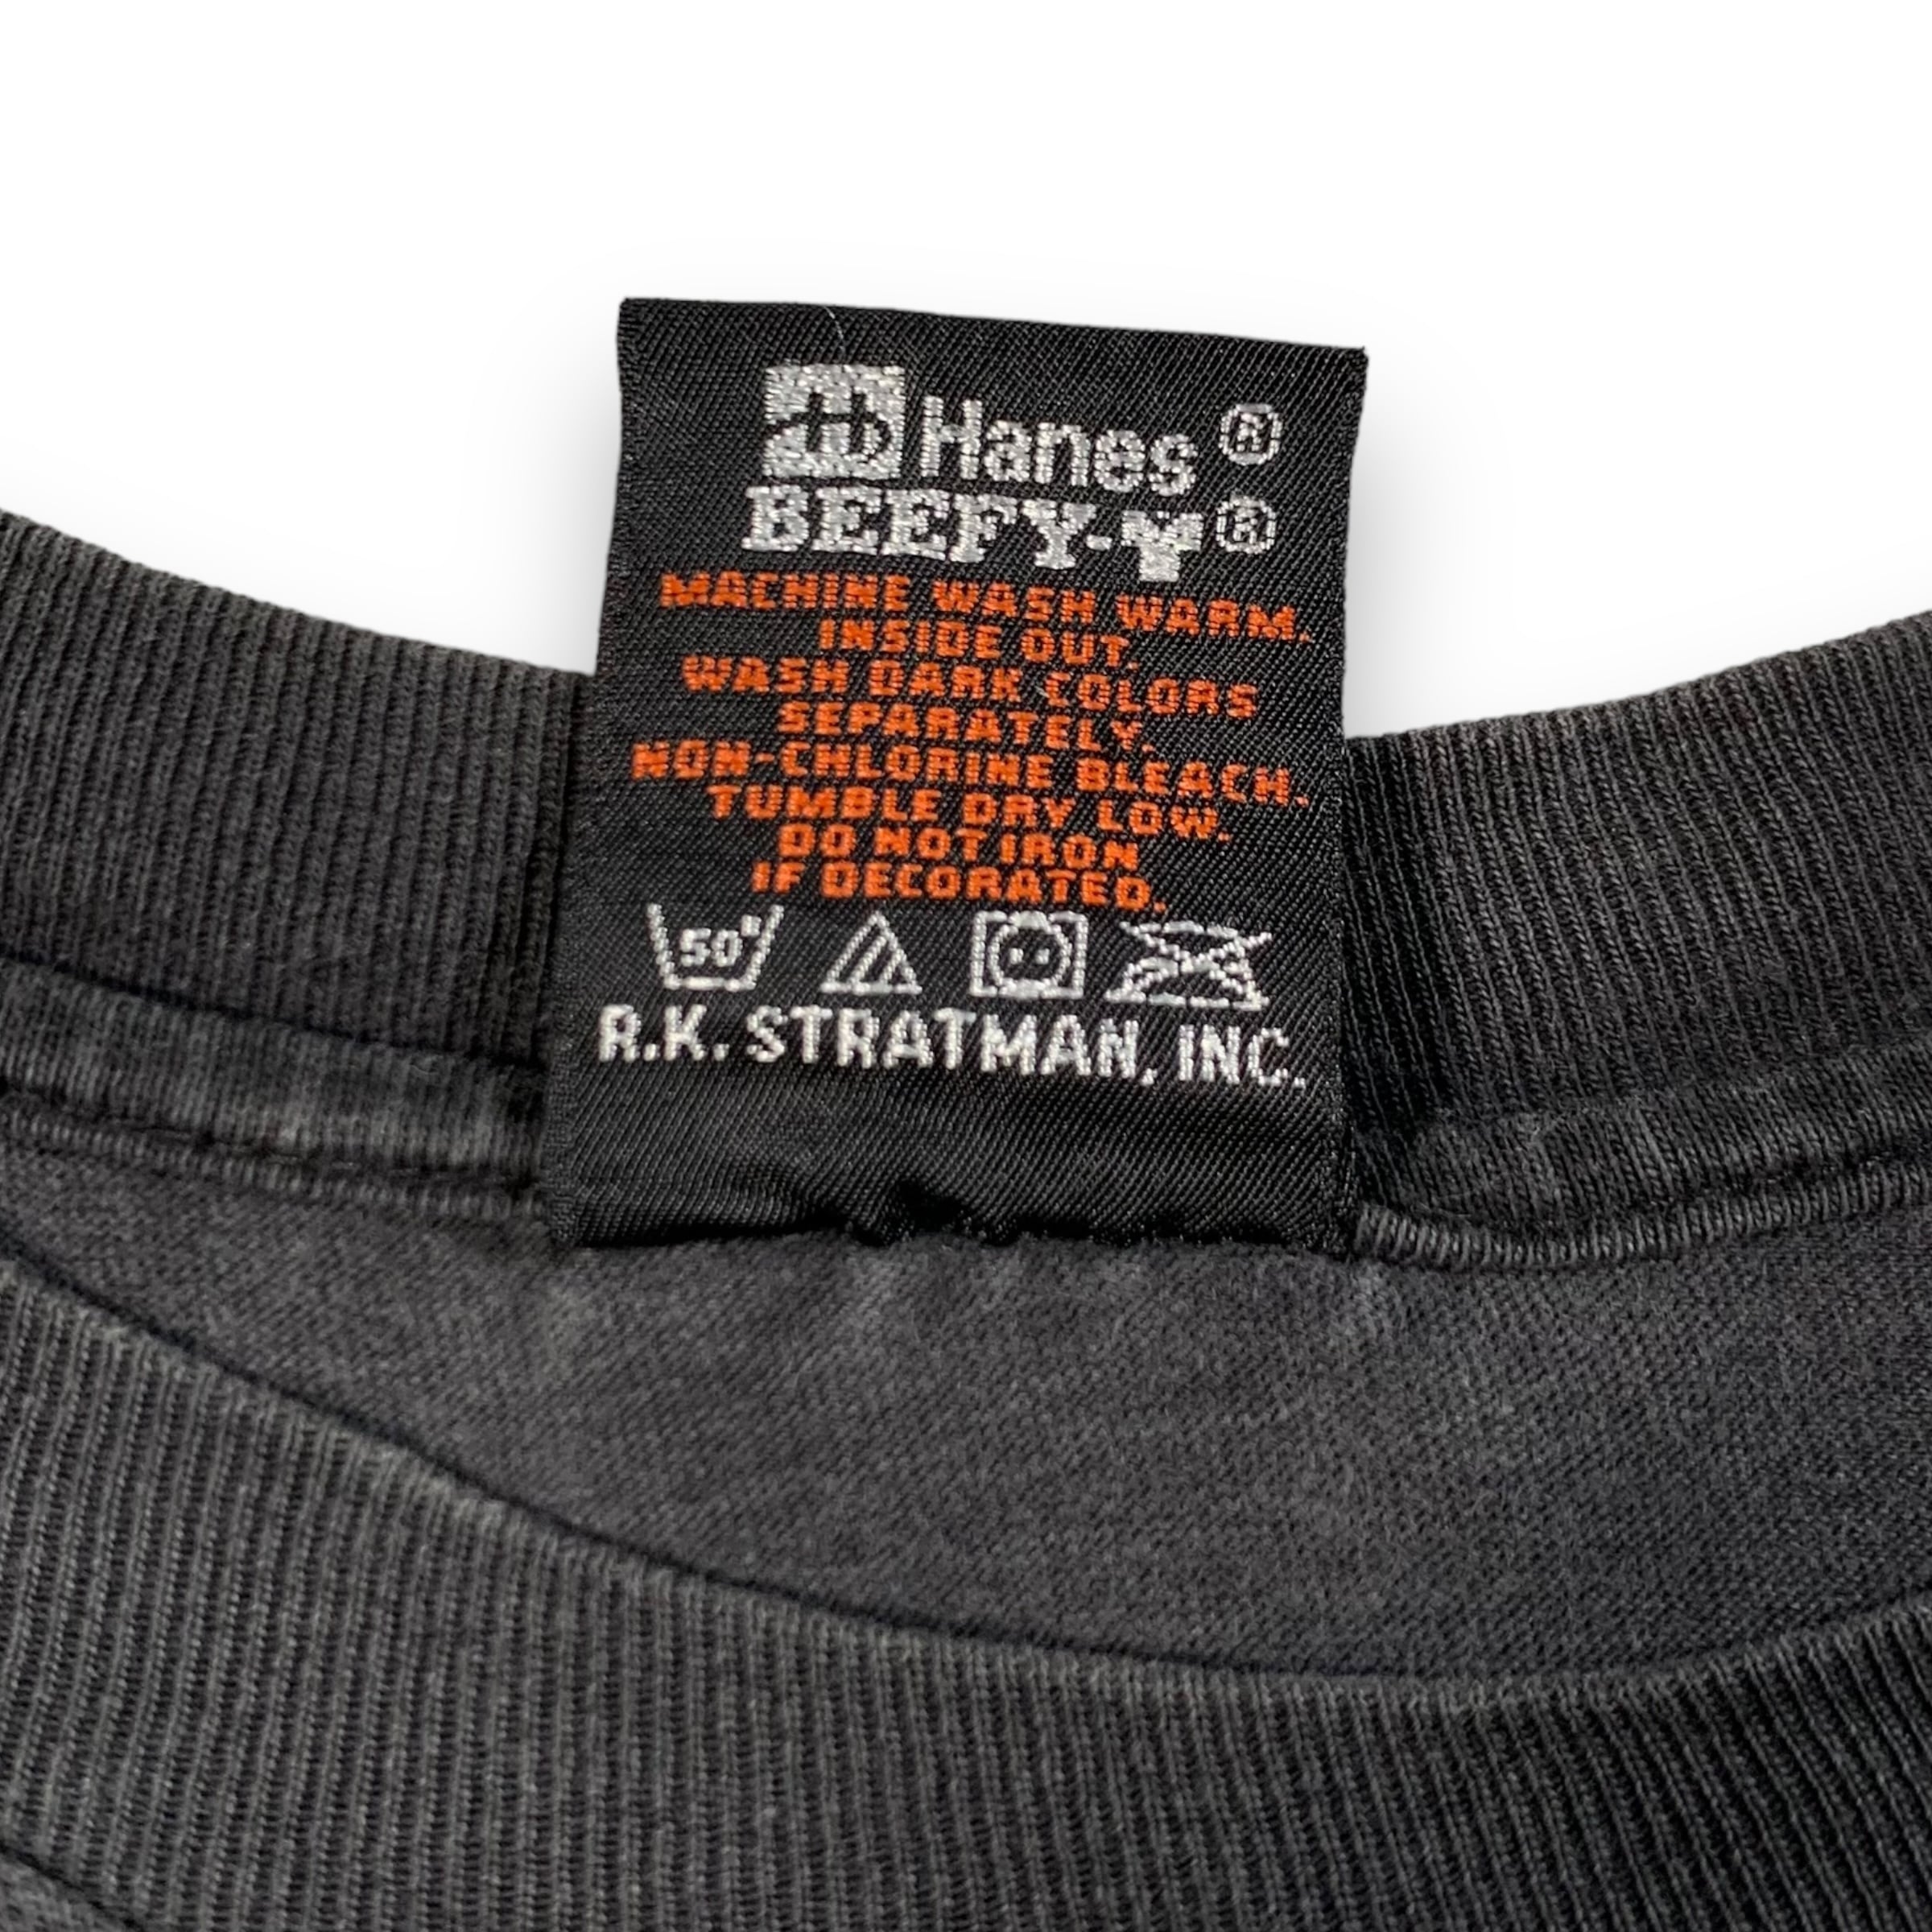 Hanes ®
BEEFY-T®
MACHINE WASH WARM.
INSIDE OUT.
WASH DARK COLORS
SEPARATELY.
NON-CHLORINE BLEACH.
TUMBLE DRY LOW.
DO NOT IRON
IF DECORATED.
50°
R.K. STRATMAN, INC.